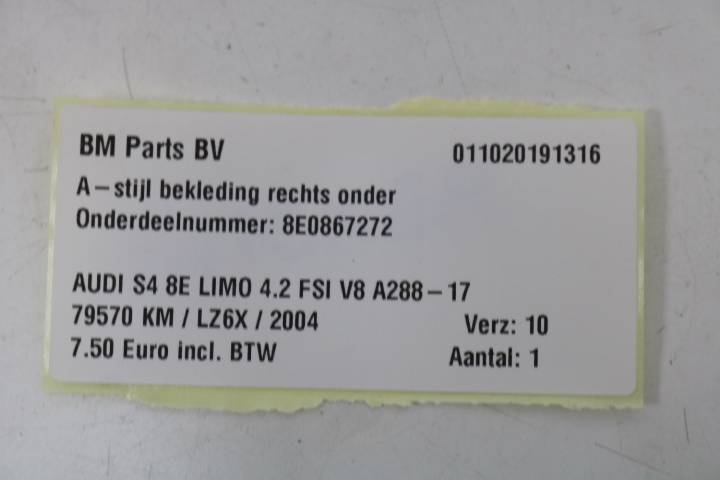 BM Parts BV 011020191316
A-stijl bekleding rechts onder
Onderdeelnummer: 8E0867272
AUDI S4 8E LIMO 4.2 FSI V8 A288-17
79570 KM / LZ6X / 2004 Verz: 10
7.50 Euro incl. BTW Aantal: 1